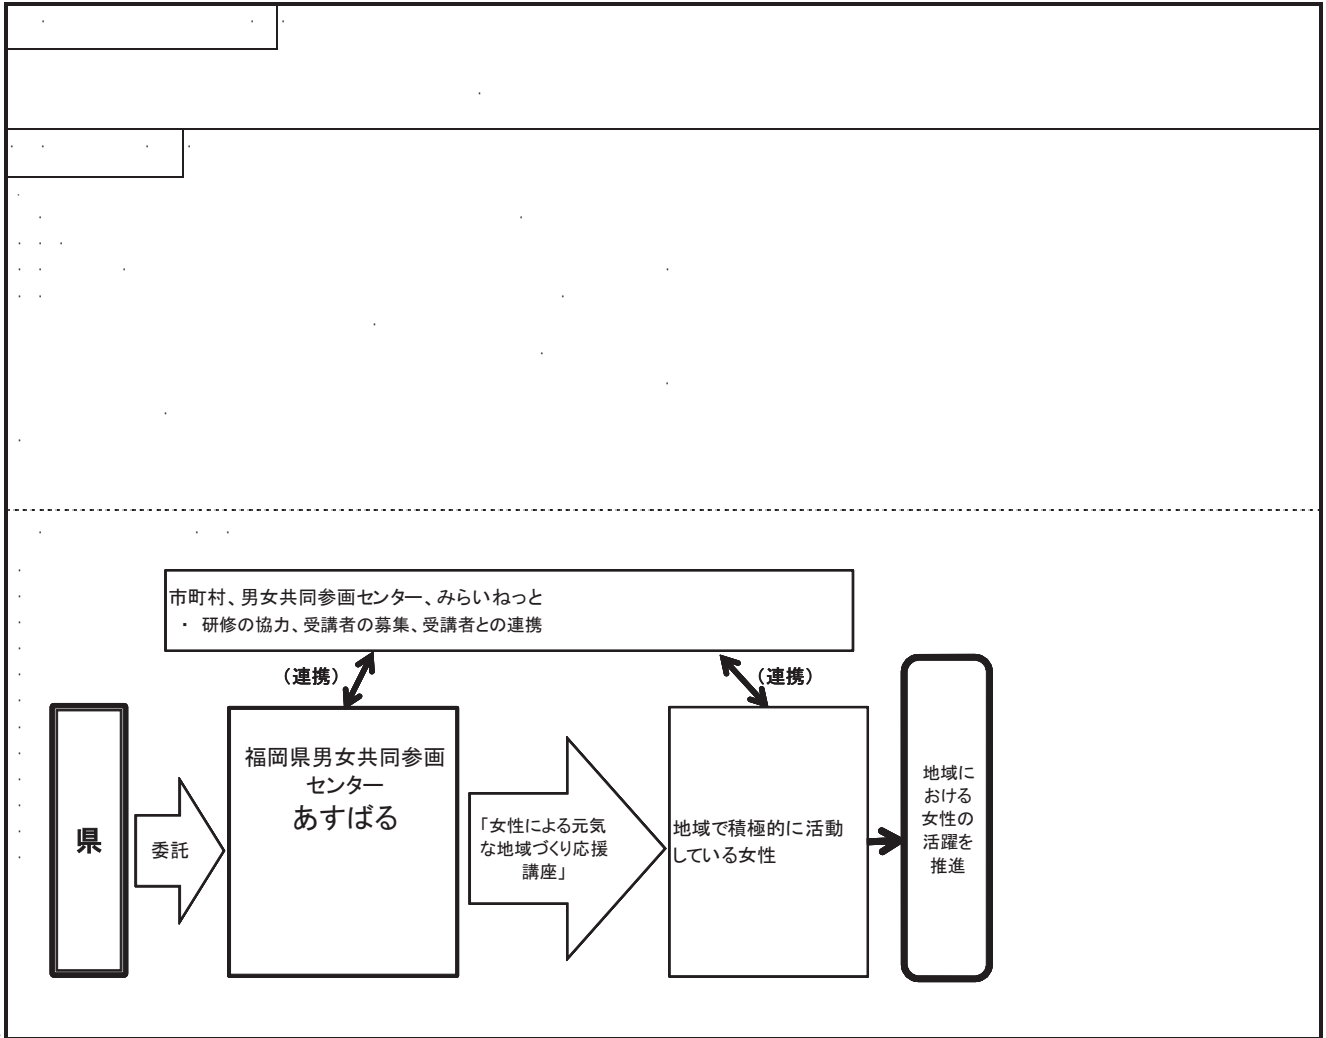 市町村、男女共同参画センター、みらいねっと
・ 研修の協力、受講者の募集、受講者との連携
（連携）
（連携）
県
委託
福岡県男女共同参画
センター
あすばる
「女性による元気
な地域づくり応援
講座」
地域で積極的に活動
している女性
地域に
おける
女性の
活躍を
推進